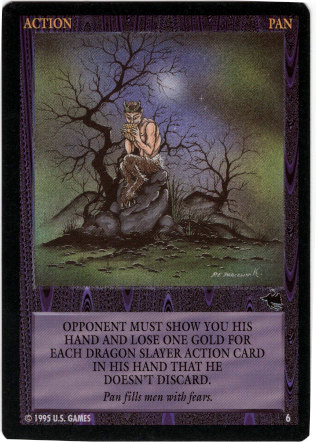 ACTION PAN
OPPONENT MUST SHOW YOU HIS
HAND AND LOSE ONE GOLD FOR
EACH DRAGON SLAYER ACTION CARD
IN HIS HAND THAT HE
DOESN'T DISCARD.
Pan fills men with fears.
© 1995 U.S. GAMES 6